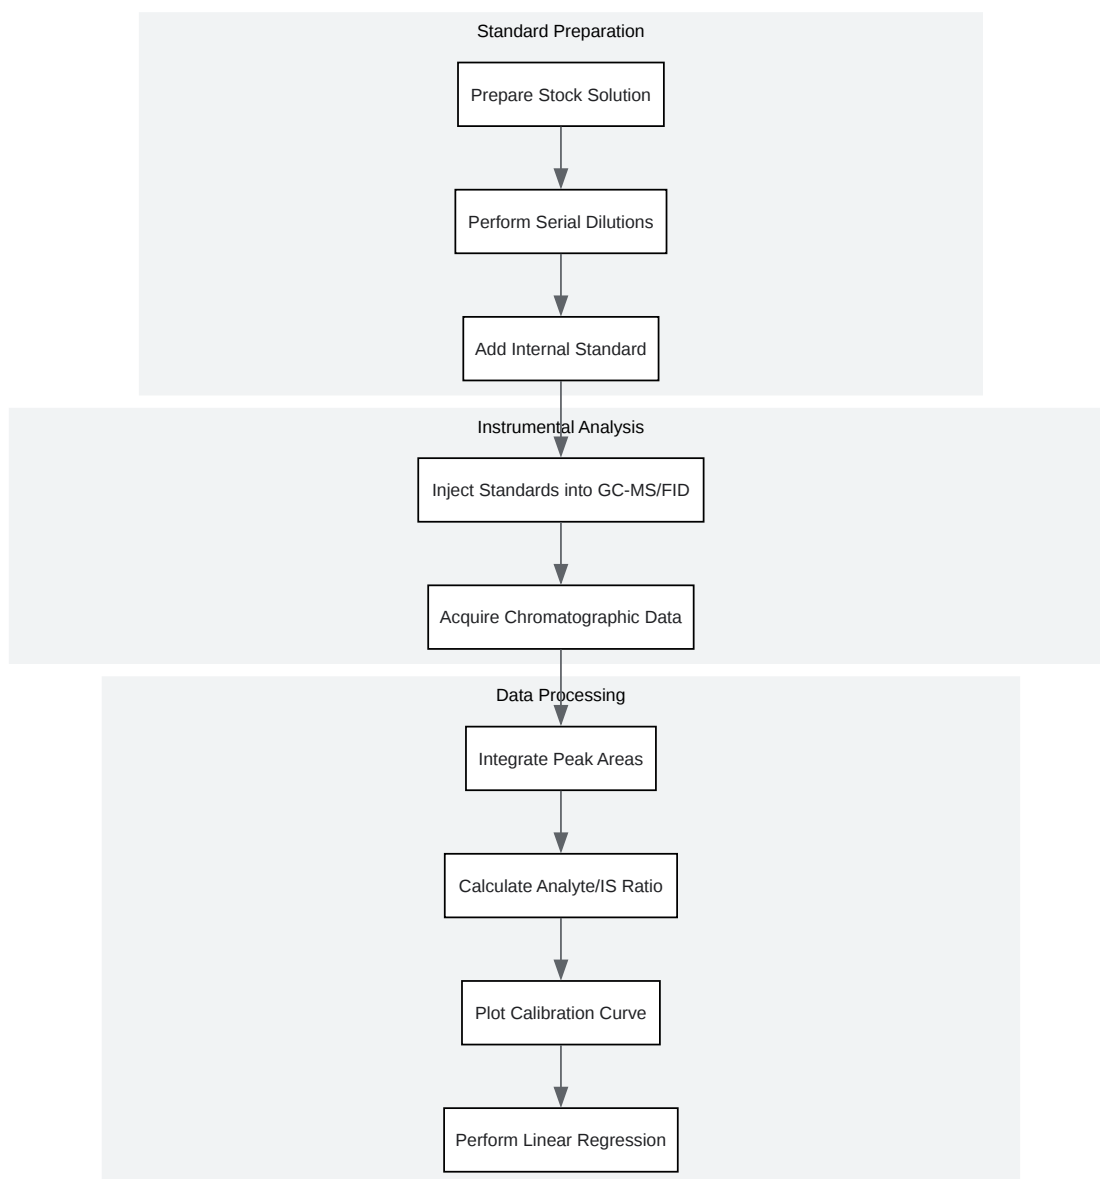 Standard Preparation
Prepare Stock Solution
Perform Serial Dilutions
Add Internal Standard
Instrumental Analysis
Inject Standards into GC-MS/FID
Acquire Chromatographic Data
Data Processing
Integrate Peak Areas
Calculate Analyte/IS Ratio
Plot Calibration Curve
Perform Linear Regression